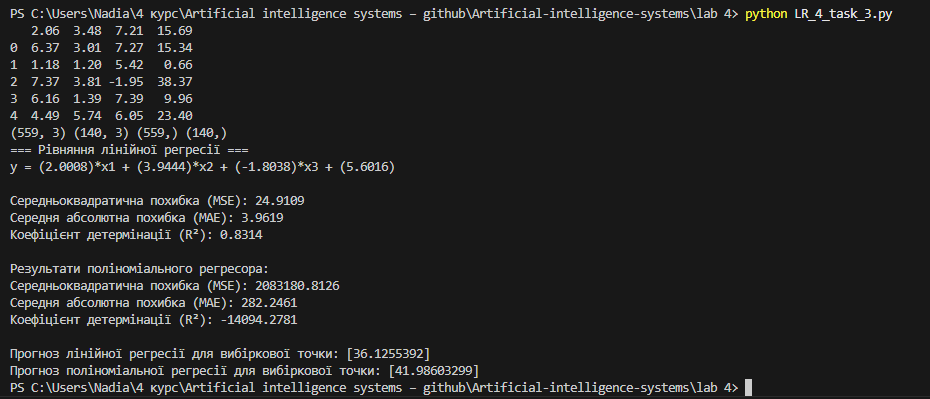 PS C:\Users\Nadia\4 курс\Artificial intelligence systems – github\Artificial-intelligence-systems\lab 4> python LR_4_task_3.py
2.06 3.48 7.21 15.69
0 6.37 3.01 7.27 15.34
1 1.18 1.20 5.42 0.66
2 7.37 3.81 -1.95 38.37
3 6.16 1.39 7.39 9.96
4 4.49 5.74 6.05 23.40
(559, 3) (140, 3) (559,) (140,)
=== Рівняння лінійної регресії ===
y = (2.0008)*x1 + (3.9444)*x2 + (-1.8038)*x3 + (5.6016)
Середньоквадратична похибка (MSE): 24.9109
Середня абсолютна похибка (MAE): 3.9619
Коефіцієнт детермінації (R²): 0.8314
Результати поліноміального регресора:
Середньоквадратична похибка (MSE): 2083180.8126
Середня абсолютна похибка (MAE): 282.2461
Коефіцієнт детермінації (R²): -14094.2781
Прогноз лінійної регресії для вибіркової точки: [36.1255392]
Прогноз поліноміальної регресії для вибіркової точки: [41.98603299]
PS C:\Users\Nadia\4 курс\Artificial intelligence systems – github\Artificial-intelligence-systems\lab 4>